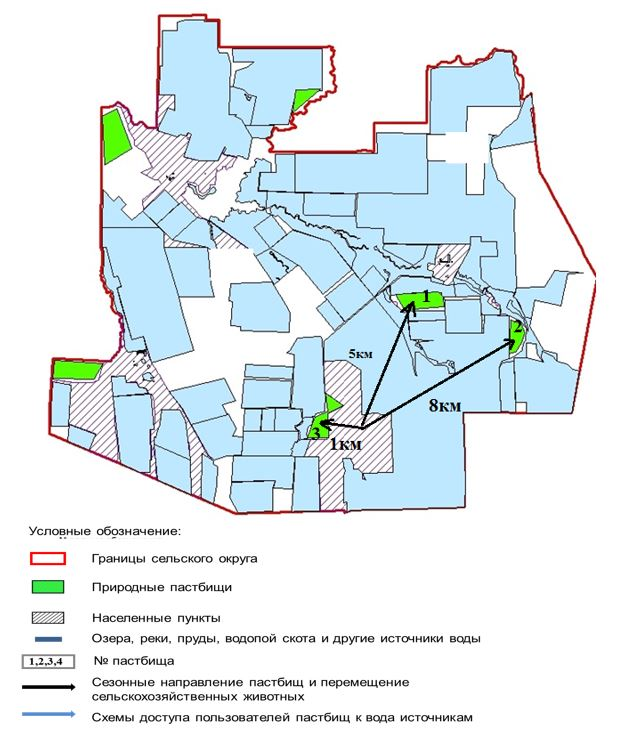 1
2
5км
8км
3
1км
Условные обозначение:
Границы сельского округа
Природные пастбищи
Населенные пункты
Озера, реки, пруды, водопой скота и другие источники воды
1,2,3,4 № пастбища
Сезонные направление пастбищ и перемещение
сельскохозяйственных животных
Схемы доступа пользователей пастбищ к вода источникам